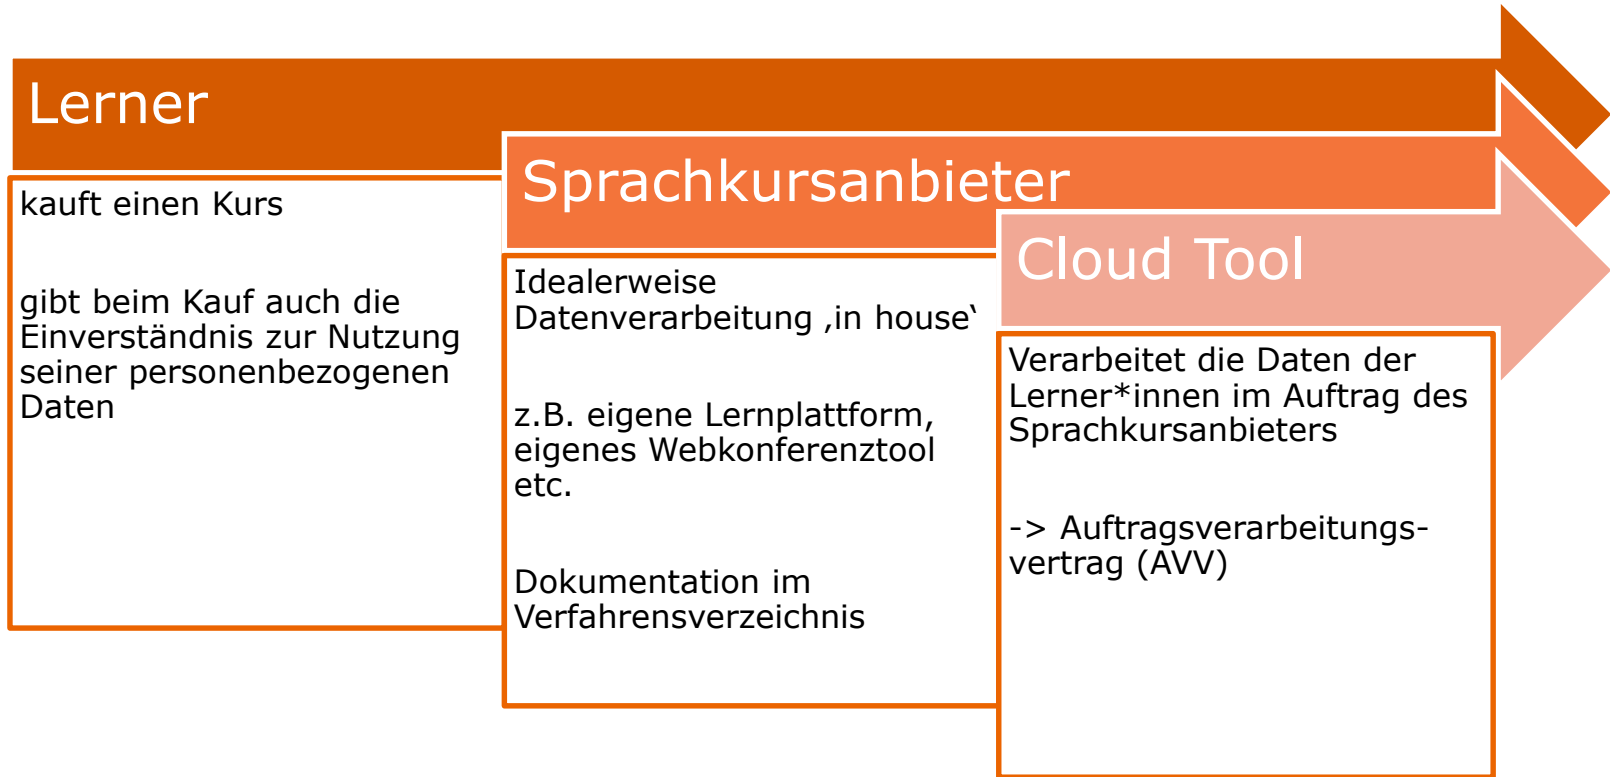 Lerner
kauft einen Kurs
gibt beim Kauf auch die
Einverständnis zur Nutzung
seiner personenbezogenen
Daten
Sprachkursanbieter
Idealerweise
Datenverarbeitung ‚in house‘
z.B. eigene Lernplattform,
eigenes Webkonferenztool
etc.
Dokumentation im
Verfahrensverzeichnis
Cloud Tool
Verarbeitet die Daten der
Lerner*innen im Auftrag des
Sprachkursanbieters
-> Auftragsverarbeitungs-
vertrag (AVV)